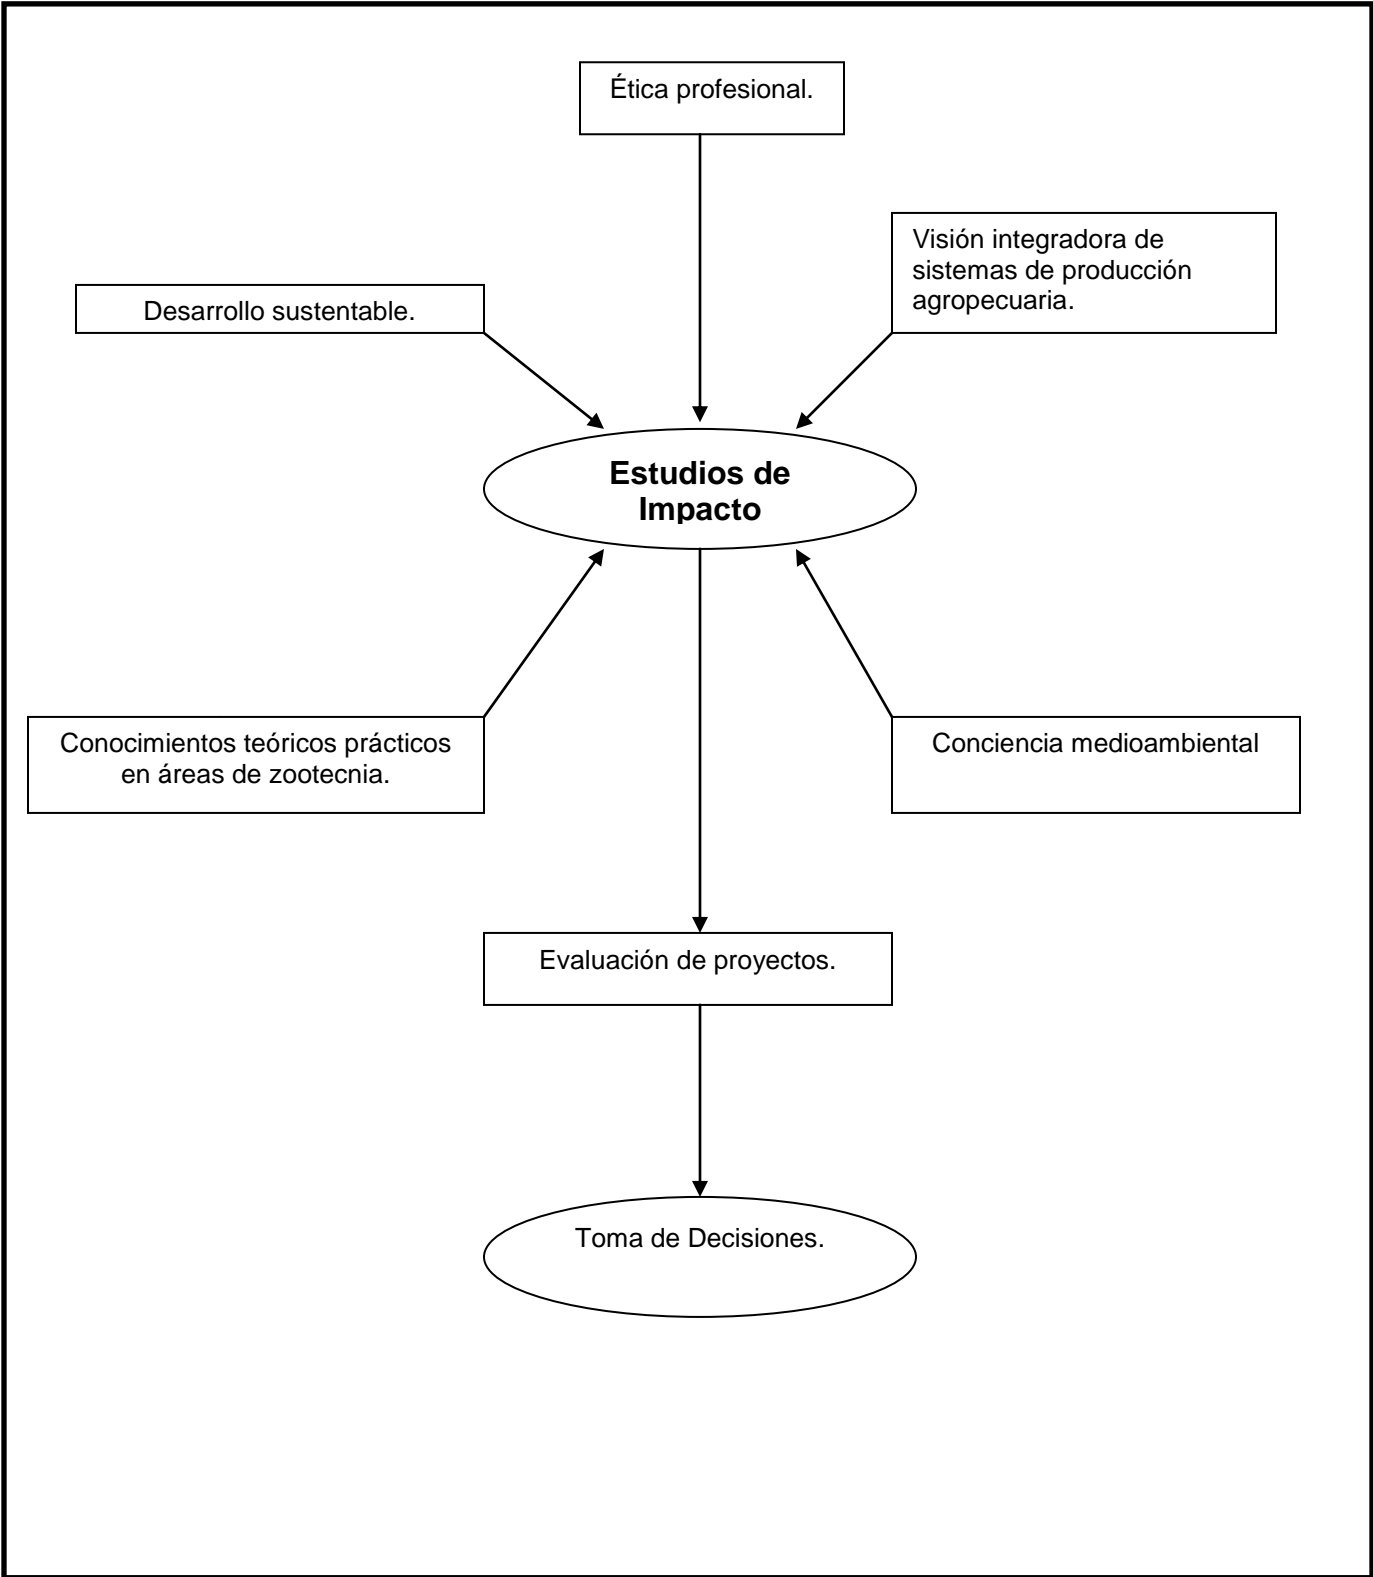 Ética profesional.
Visión integradora de
sistemas de producción
agropecuaria.
Desarrollo sustentable.
Estudios de
Impacto
Conocimientos teóricos prácticos
en áreas de zootecnia.
Conciencia medioambiental
Evaluación de proyectos.
Toma de Decisiones.